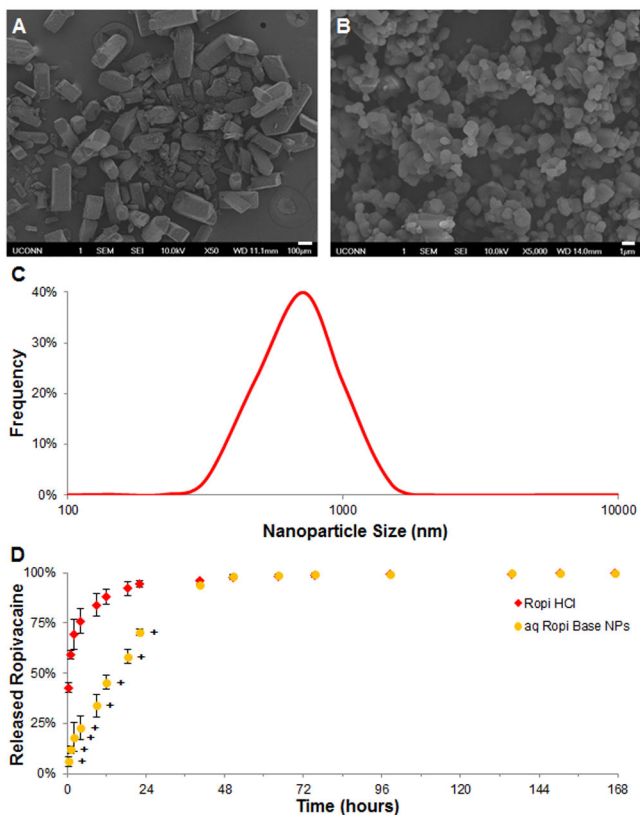 A
UCONN 1 SEM SEI 10.0kV X50 WD 11.1mm 100µm
B
UCONN 1 SEM SEI 10.0kV X5,000 WD 14.0mm 1µm
C
40%
30%
20%
10%
0%
Frequency
100 1000 10000
Nanoparticle Size (nm)
D
100%
75%
50%
25%
0%
Released Ropivacaine
Ropi HCl
aq Ropi Base NPs
0 24 48 72 96 120 144 168
Time (hours)